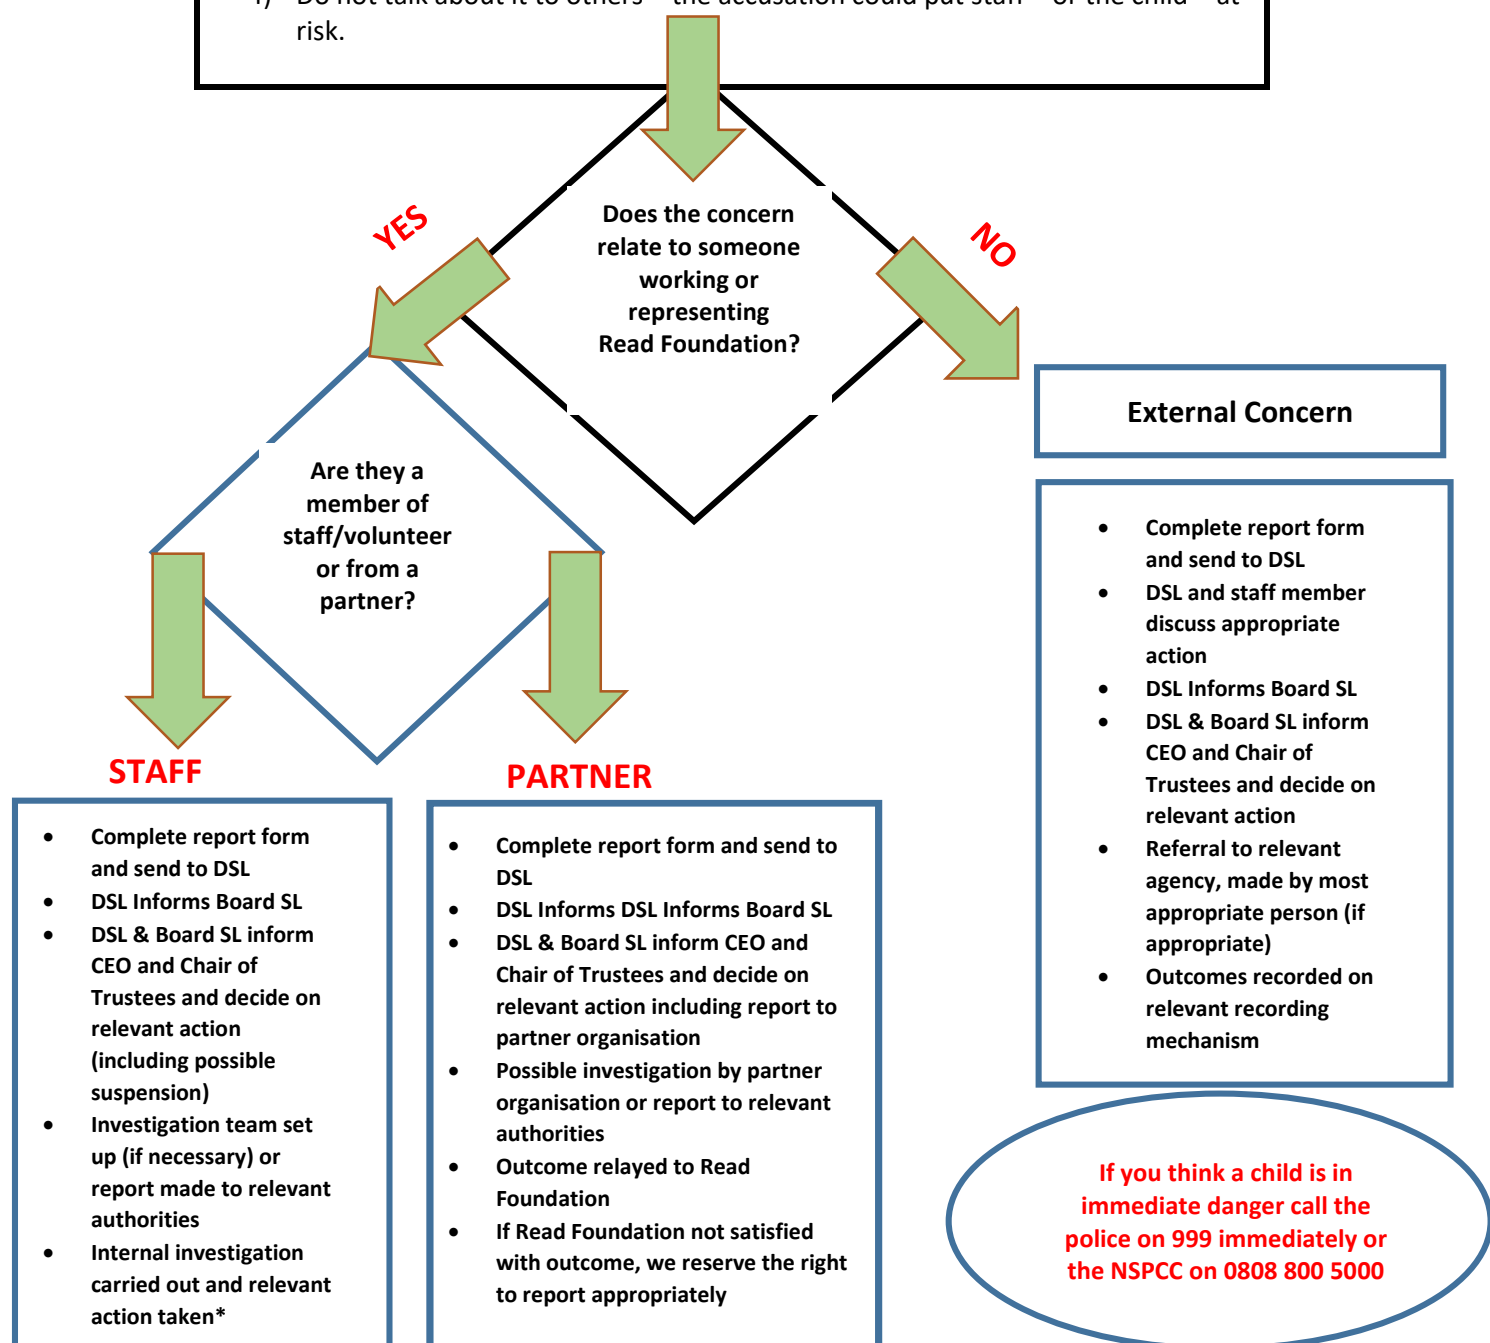 risk.
YES
NO
Does the concern
relate to someone
working or
representing
Read Foundation?
External Concern
Are they a
member of
staff/volunteer
or from a
partner?
• Complete report form
and send to DSL
• DSL and staff member
discuss appropriate
action
• DSL Informs Board SL
• DSL & Board SL inform
CEO and Chair of
Trustees and decide on
relevant action
• Referral to relevant
agency, made by most
appropriate person (if
appropriate)
• Outcomes recorded on
relevant recording
mechanism
STAFF
• Complete report form
and send to DSL
• DSL Informs Board SL
• DSL & Board SL inform
CEO and Chair of
Trustees and decide on
relevant action
(including possible
suspension)
• Investigation team set
up (if necessary) or
report made to relevant
authorities
• Internal investigation
carried out and relevant
action taken*
PARTNER
• Complete report form and send to
DSL
• DSL Informs DSL Informs Board SL
• DSL & Board SL inform CEO and
Chair of Trustees and decide on
relevant action including report to
partner organisation
• Possible investigation by partner
organisation or report to relevant
authorities
• Outcome relayed to Read
Foundation
• If Read Foundation not satisfied
with outcome, we reserve the right
to report appropriately
If you think a child is in
immediate danger call the
police on 999 immediately or
the NSPCC on 0808 800 5000